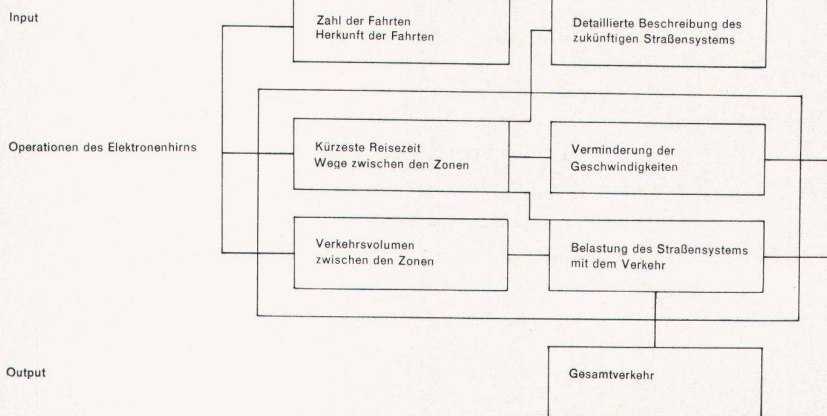 Input
Zahl der Fahrten
Herkunft der Fahrten
Detaillierte Beschreibung des
zukünftigen Straßensystems
Operationen des Elektronenhirns
Kürzeste Reisezeit
Wege zwischen den Zonen
Verminderung der
Geschwindigkeiten
Verkehrsvolumen
zwischen den Zonen
Belastung des Straßensystems
mit dem Verkehr
Output
Gesamtverkehr